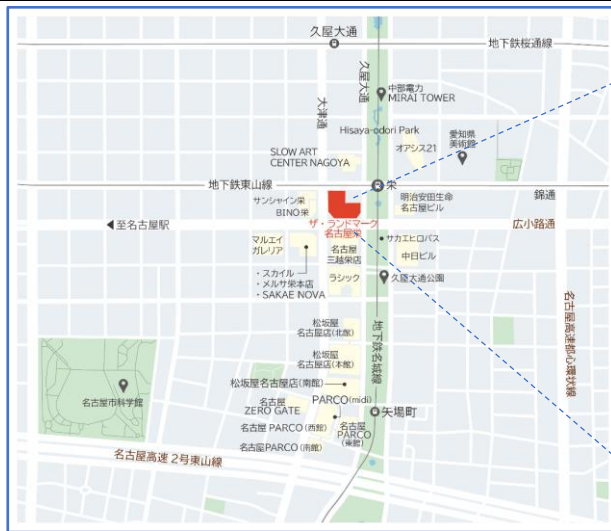 久屋大通
地下鉄桜通線
久屋大通
中部電力
MIRAI TOWER
大津通
Hisaya-odori Park
愛知県
美術館
オアシス21
SLOW ART
CENTER NAGOYA
地下鉄東山線
栄
錦通
サンシャイン栄
BINO栄
明治安田生命
名古屋ビル
ザ・ランドマーク
名古屋栄
至名古屋駅
広小路通
マルエイ
ガレリア
名古屋
三越栄店
サカエヒロバス
中日ビル
・スカイル
・メルサ栄本店
・SAKAE NOVA
ラシック
久屋大通公園
名古屋高速都心環状線
松坂屋
名古屋店(北館)
地下鉄名城線
松坂屋
名古屋店(本館)
松坂屋名古屋店(南館)
名古屋市科学館
PARCO(midi)
名古屋
ZERO GATE
矢場町
名古屋 PARCO(西館)
名古屋
PARCO
(東館)
名古屋PARCO(南館)
名古屋高速2号東山線